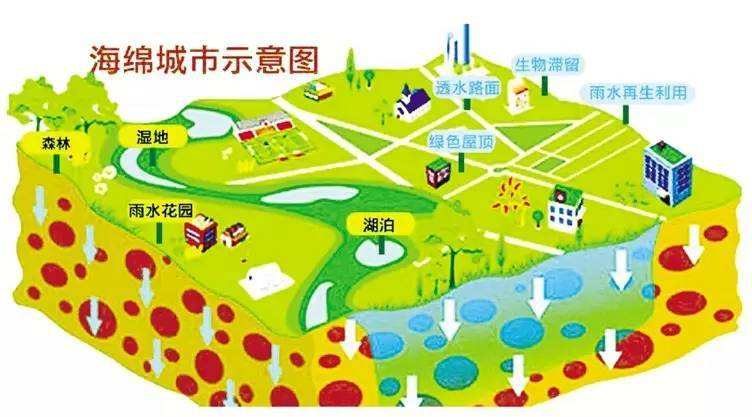 海绵城市示意图
生物滞留
透水路面
雨水再生利用
湿地
森林
绿色屋顶
雨水花园
湖泊